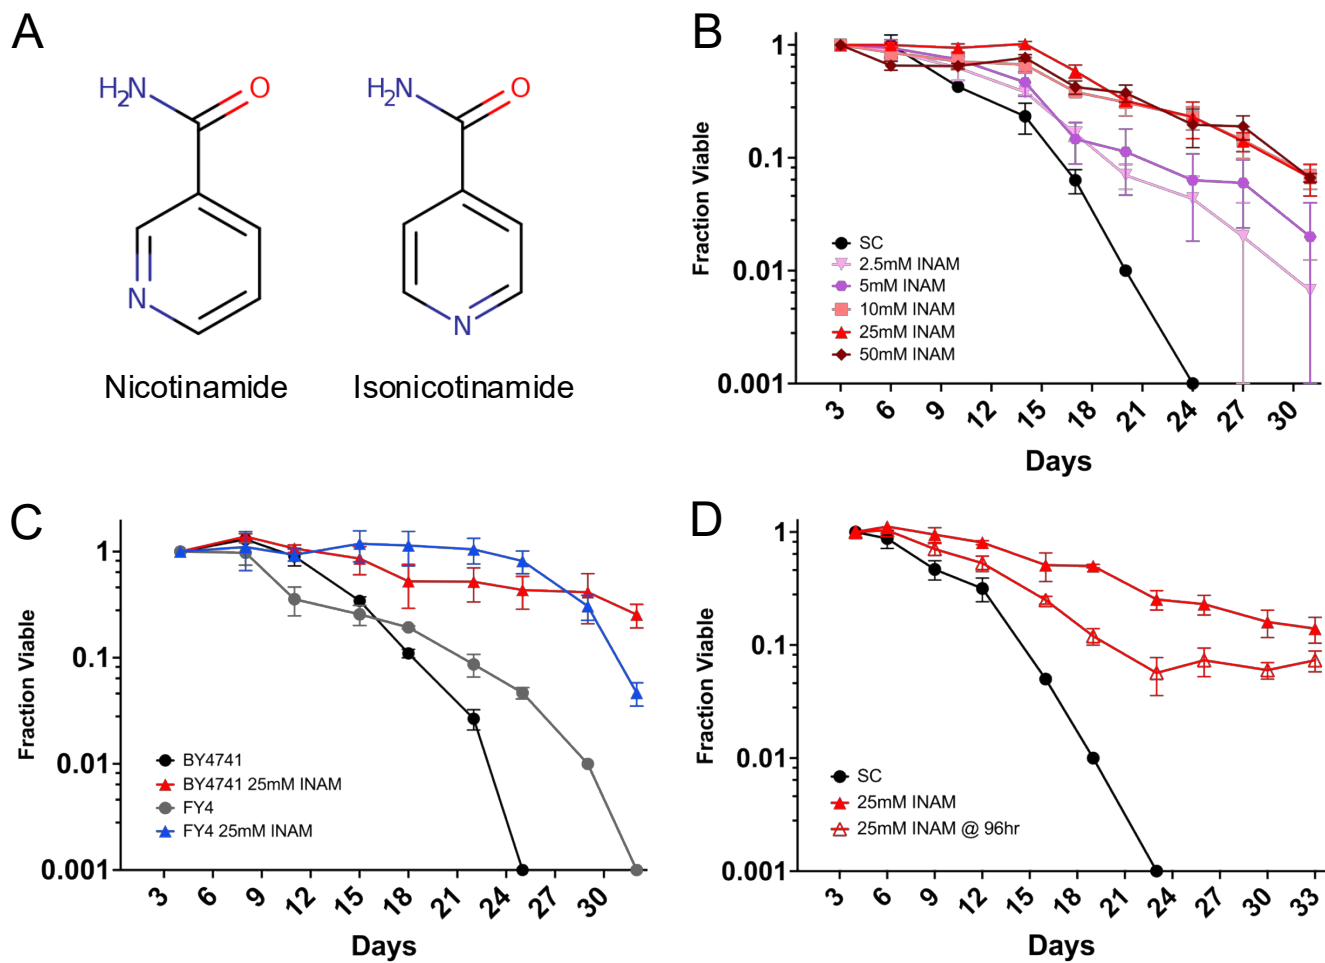 A
H2N
O
N
Nicotinamide
H2N
O
N
Isonicotinamide
B
Fraction Viable
1
0.1
0.01
0.001
SC
2.5mM INAM
5mM INAM
10mM INAM
25mM INAM
50mM INAM
3 6 9 12 15 18 21 24 27 30
Days
C
Fraction Viable
1
0.1
0.01
0.001
BY4741
BY4741 25mM INAM
FY4
FY4 25mM INAM
3 6 9 12 15 18 21 24 27 30
Days
D
Fraction Viable
1
0.1
0.01
0.001
SC
25mM INAM
25mM INAM @ 96hr
3 6 9 12 15 18 21 24 27 30 33
Days